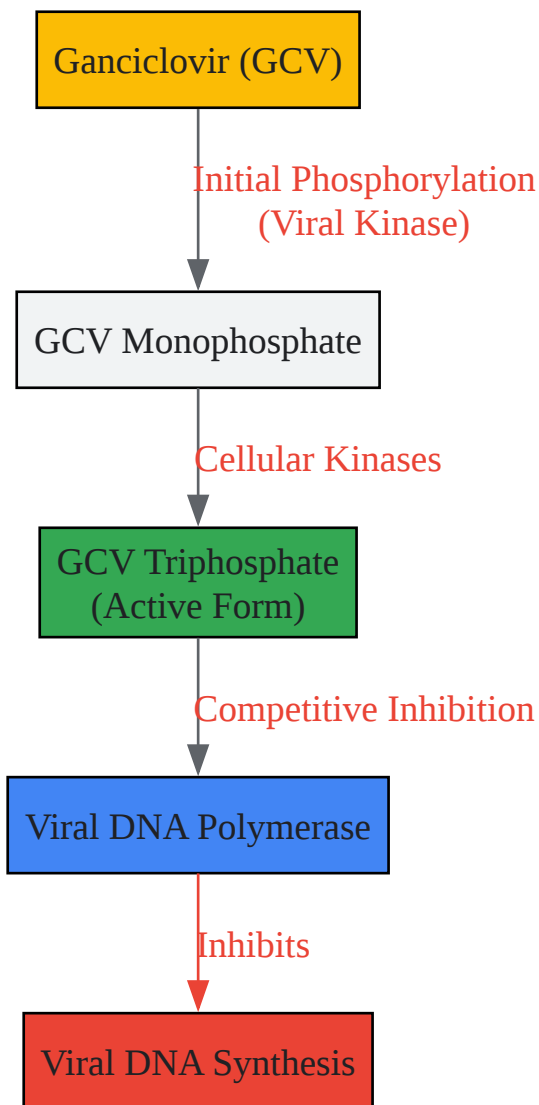 Ganciclovir (GCV)
Initial Phosphorylation
(Viral Kinase)
GCV Monophosphate
Cellular Kinases
GCV Triphosphate
(Active Form)
Competitive Inhibition
Viral DNA Polymerase
Inhibits
Viral DNA Synthesis